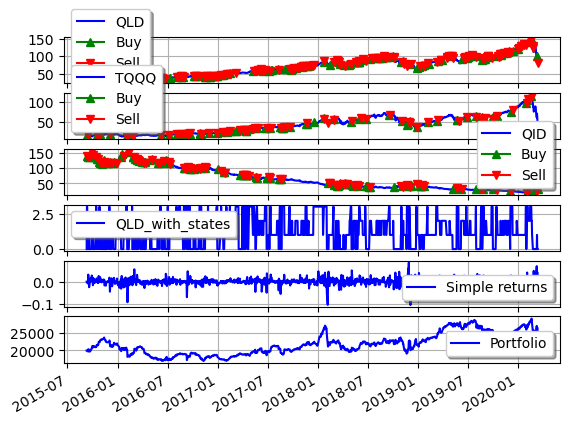 QLD
Buy
Sell
150
100
50
TQQQ
Buy
Sell
100
50
QID
Buy
Sell
150
100
50
QLD_with_states
2.5
0.0
Simple returns
0.0
−0.1
Portfolio
25000
20000
2015-07 2016-01 2016-07 2017-01 2017-07 2018-01 2018-07 2019-01 2019-07 2020-01